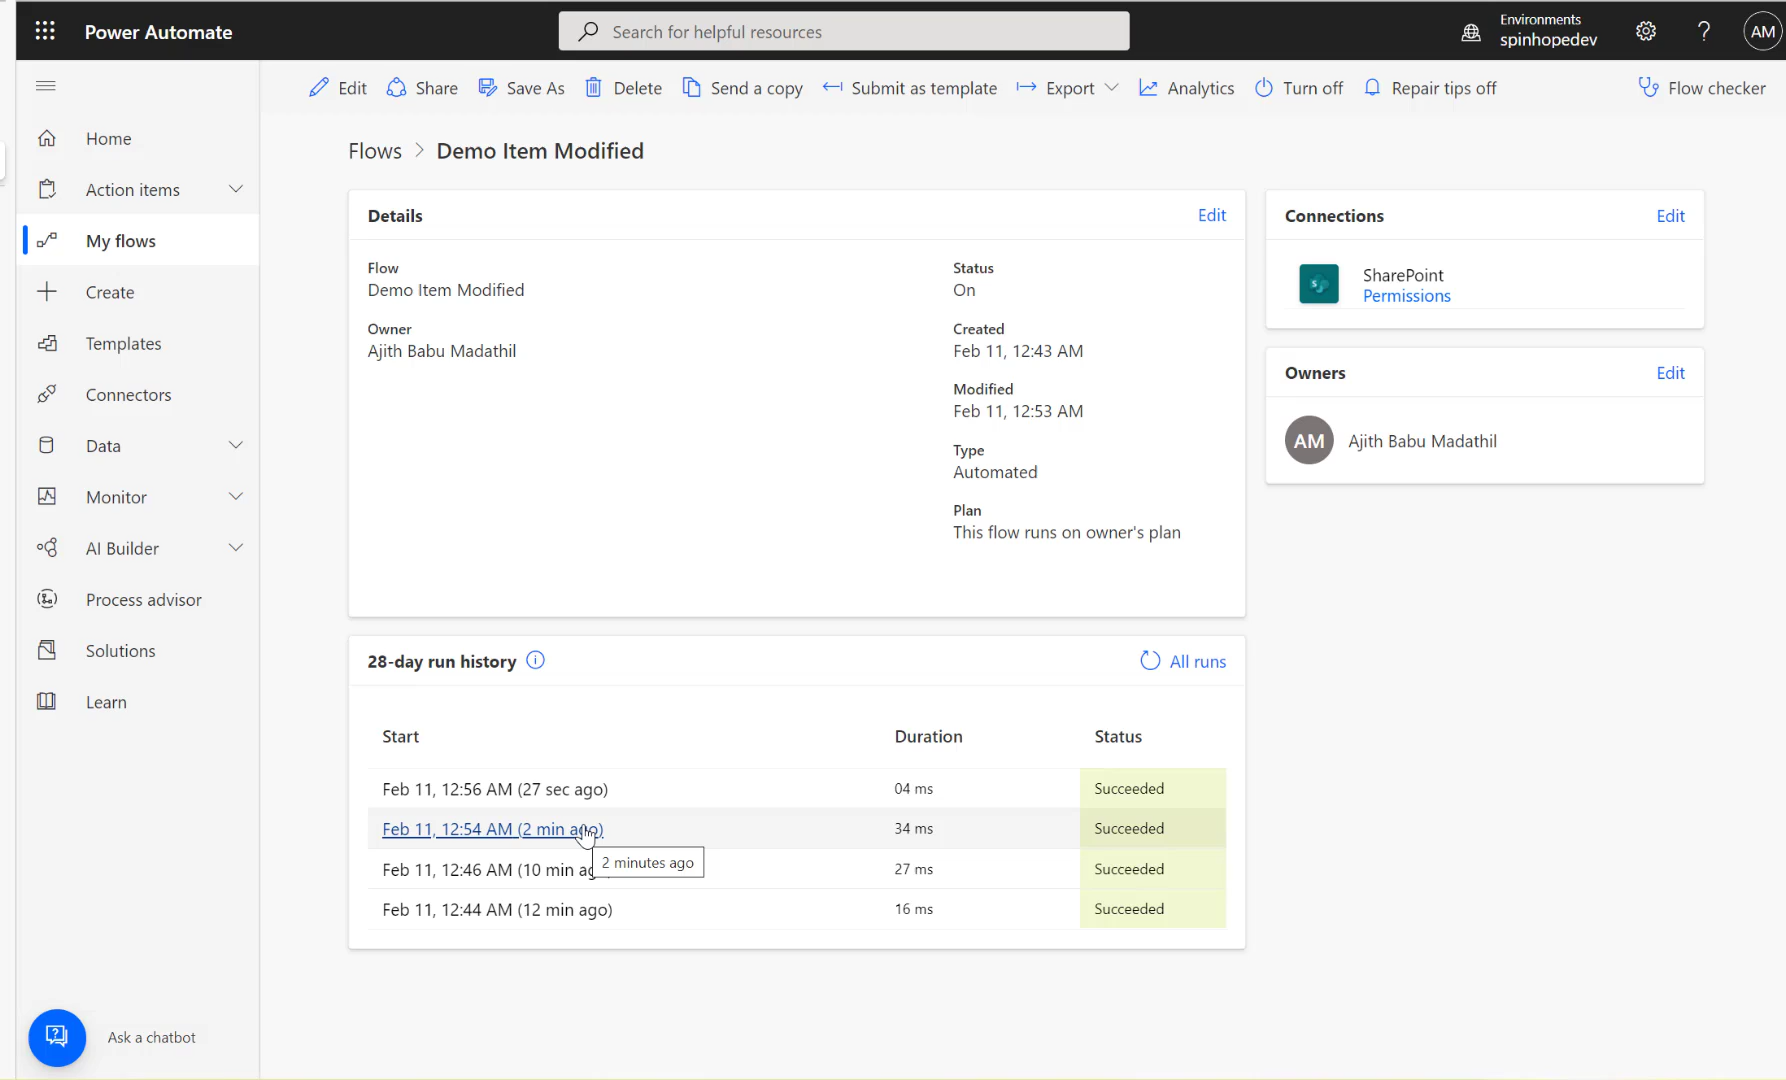 Power Automate
Search for helpful resources
Environments
spinhopedev
?
AM
Edit
Share
Save As
Delete
Send a copy
Submit as template
Export
Analytics
Turn off
Repair tips off
Flow checker
Home
Action items
My flows
Create
Templates
Connectors
Data
Monitor
AI Builder
Process advisor
Solutions
Learn
Ask a chatbot
Flows > Demo Item Modified
Details
Edit
Flow
Demo Item Modified
Owner
Ajith Babu Madathil
Status
On
Created
Feb 11, 12:43 AM
Modified
Feb 11, 12:53 AM
Type
Automated
Plan
This flow runs on owner's plan
Connections
Edit
SharePoint
Permissions
Owners
Edit
AM
Ajith Babu Madathil
28-day run history
All runs
Start Duration Status
Feb 11, 12:56 AM (27 sec ago) 04 ms Succeeded
Feb 11, 12:54 AM (2 min ago) 34 ms Succeeded
2 minutes ago
Feb 11, 12:46 AM (10 min 27 ms Succeeded
Feb 11, 12:44 AM (12 min ago) 16 ms Succeeded